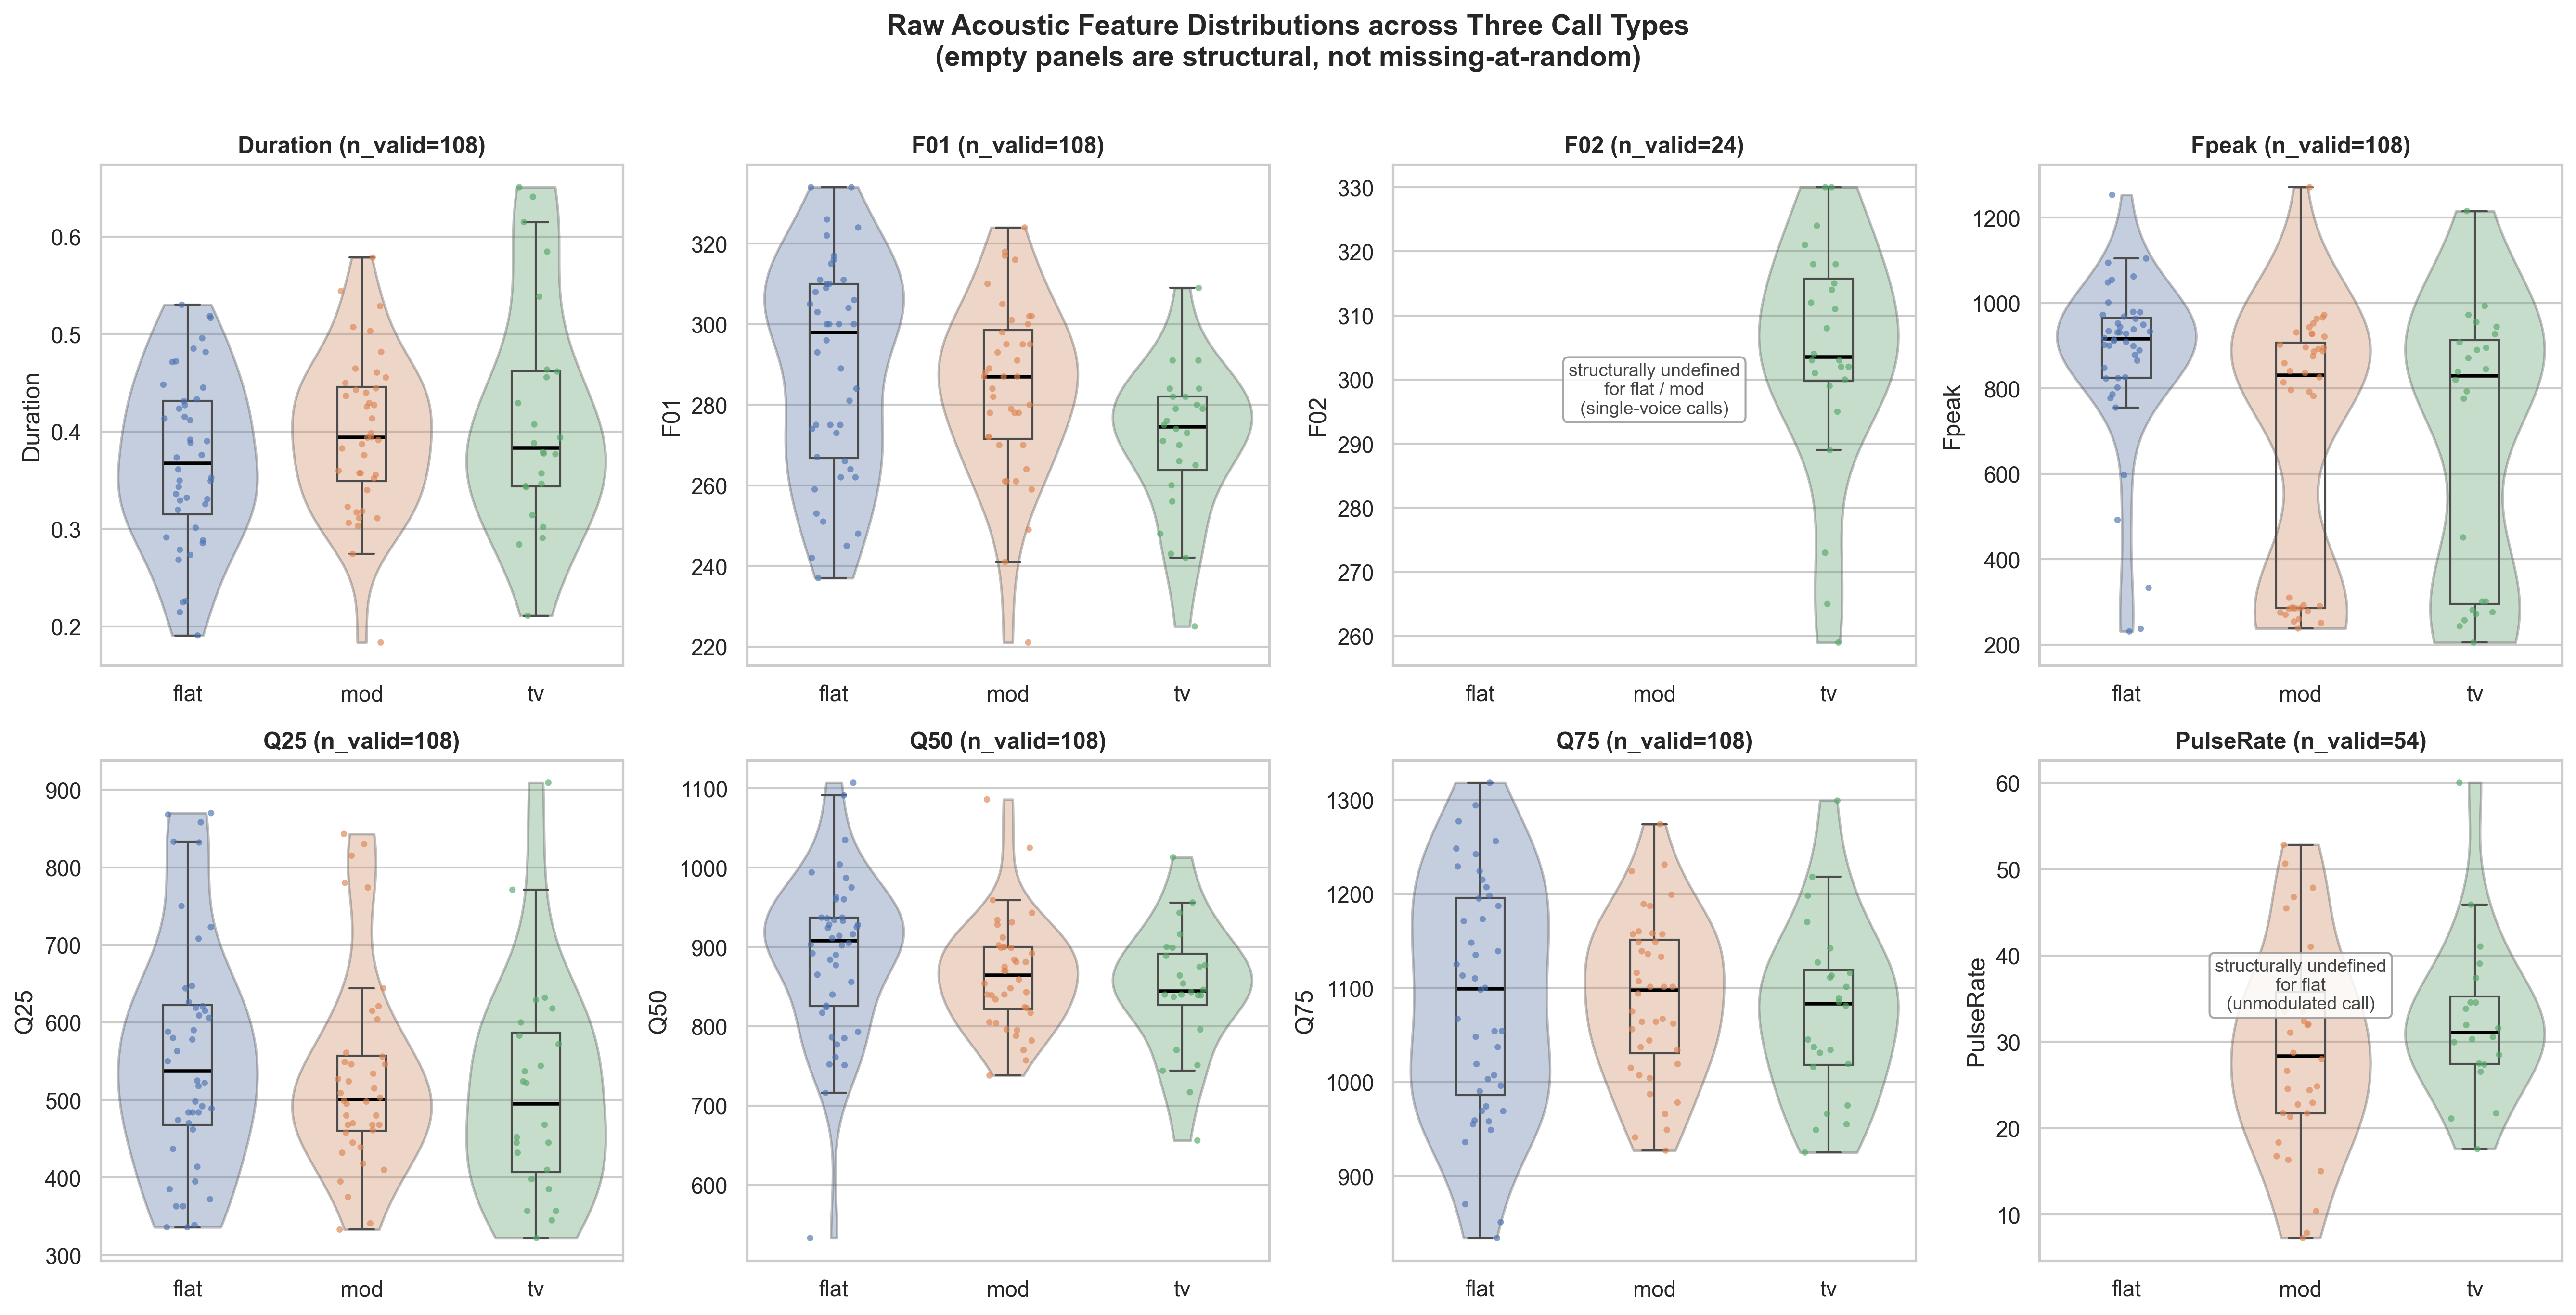 Raw Acoustic Feature Distributions across Three Call Types
(empty panels are structural, not missing-at-random)
Duration (n_valid=108)
Duration
0.6
0.5
0.4
0.3
0.2
flat
mod
tv
F01 (n_valid=108)
F01
320
300
280
260
240
220
flat
mod
tv
F02 (n_valid=24)
F02
330
320
310
300
290
280
270
260
structurally undefined
for flat / mod
(single-voice calls)
flat
mod
tv
Fpeak (n_valid=108)
Fpeak
1200
1000
800
600
400
200
flat
mod
tv
Q25 (n_valid=108)
Q25
900
800
700
600
500
400
300
flat
mod
tv
Q50 (n_valid=108)
Q50
1100
1000
900
800
700
600
flat
mod
tv
Q75 (n_valid=108)
Q75
1300
1200
1100
1000
900
flat
mod
tv
PulseRate (n_valid=54)
PulseRate
60
50
40
30
20
10
structurally undefined
for flat
(unmodulated call)
flat
mod
tv